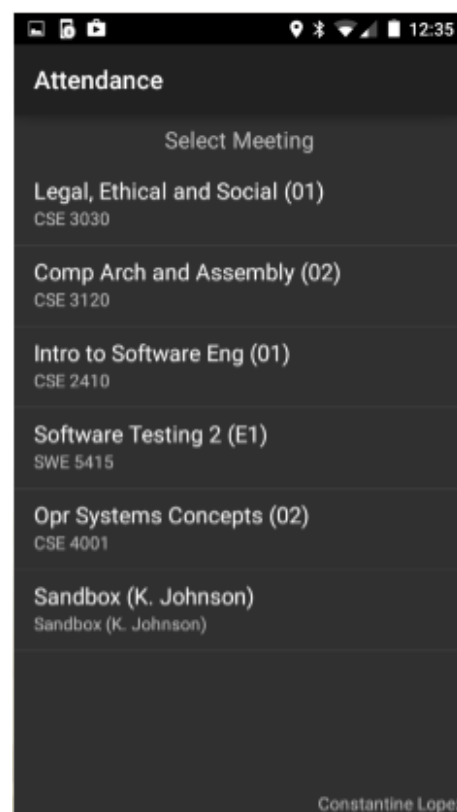 12:35
Attendance
Select Meeting
Legal, Ethical and Social (01)
CSE 3030
Comp Arch and Assembly (02)
CSE 3120
Intro to Software Eng (01)
CSE 2410
Software Testing 2 (E1)
SWE 5415
Opr Systems Concepts (02)
CSE 4001
Sandbox (K. Johnson)
Sandbox (K. Johnson)
Constantine Lope